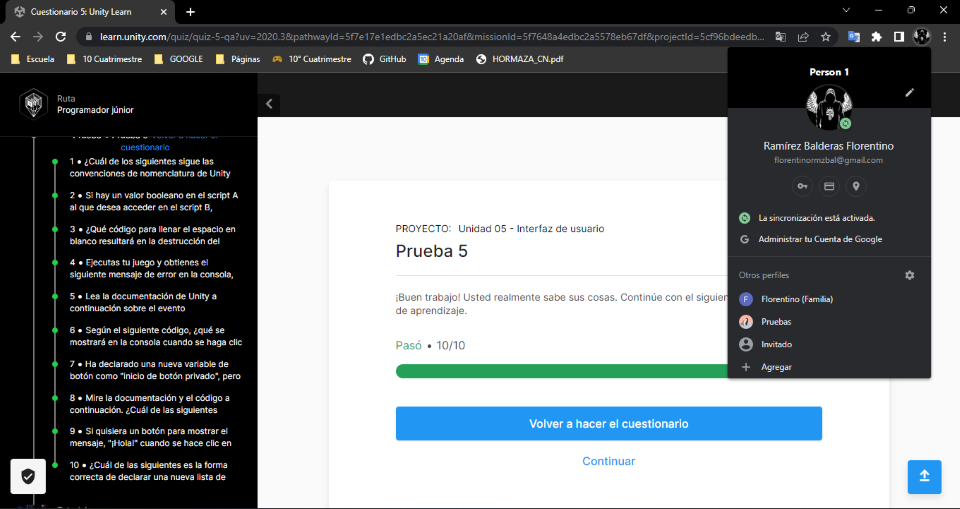 Cuestionario 5: Unity Learn
learn.unity.com/quiz/quiz-5-qa?uv=2020.3&pathwayId=5f7e17e1edbc2a5ec21a20af&missionId=5f7648a4edbc2a5578eb67df&projectId=5cf96bdeedb...
Escuela
10 Cuatrimestre
GOOGLE
Páginas
10° Cuatrimestre
GitHub
Agenda
HORMAZA_CN.pdf
Ruta
Programador júnior
cuestionario
1 • ¿Cuál de los siguientes sigue las
convenciones de nomenclatura de Unity
2 • Si hay un valor booleano en el script A
al que desea acceder en el script B,
3 • ¿Qué código para llenar el espacio en
blanco resultará en la destrucción del
4 • Ejecutas tu juego y obtienes el
siguiente mensaje de error en la consola,
5 • Lea la documentación de Unity a
continuación sobre el evento
6 • Según el siguiente código, ¿qué se
mostrará en la consola cuando se haga clic
7 • Ha declarado una nueva variable de
botón como "inicio de botón privado", pero
8 • Mire la documentación y el código a
continuación. ¿Cuál de las siguientes
9 • Si quisiera un botón para mostrar el
mensaje, "¡Hola!" cuando se hace clic en
10 • ¿Cuál de las siguientes es la forma
correcta de declarar una nueva lista de
PROYECTO: Unidad 05 - Interfaz de usuario
Prueba 5
¡Buen trabajo! Usted realmente sabe sus cosas. Continúe con el siguien
de aprendizaje.
Pasó • 10/10
Volver a hacer el cuestionario
Continuar
Person 1
Ramírez Balderas Florentino
florentinormzbal@gmail.com
La sincronización está activada.
Administrar tu Cuenta de Google
Otros perfiles
F Florentino (Familia)
Pruebas
Invitado
Agregar